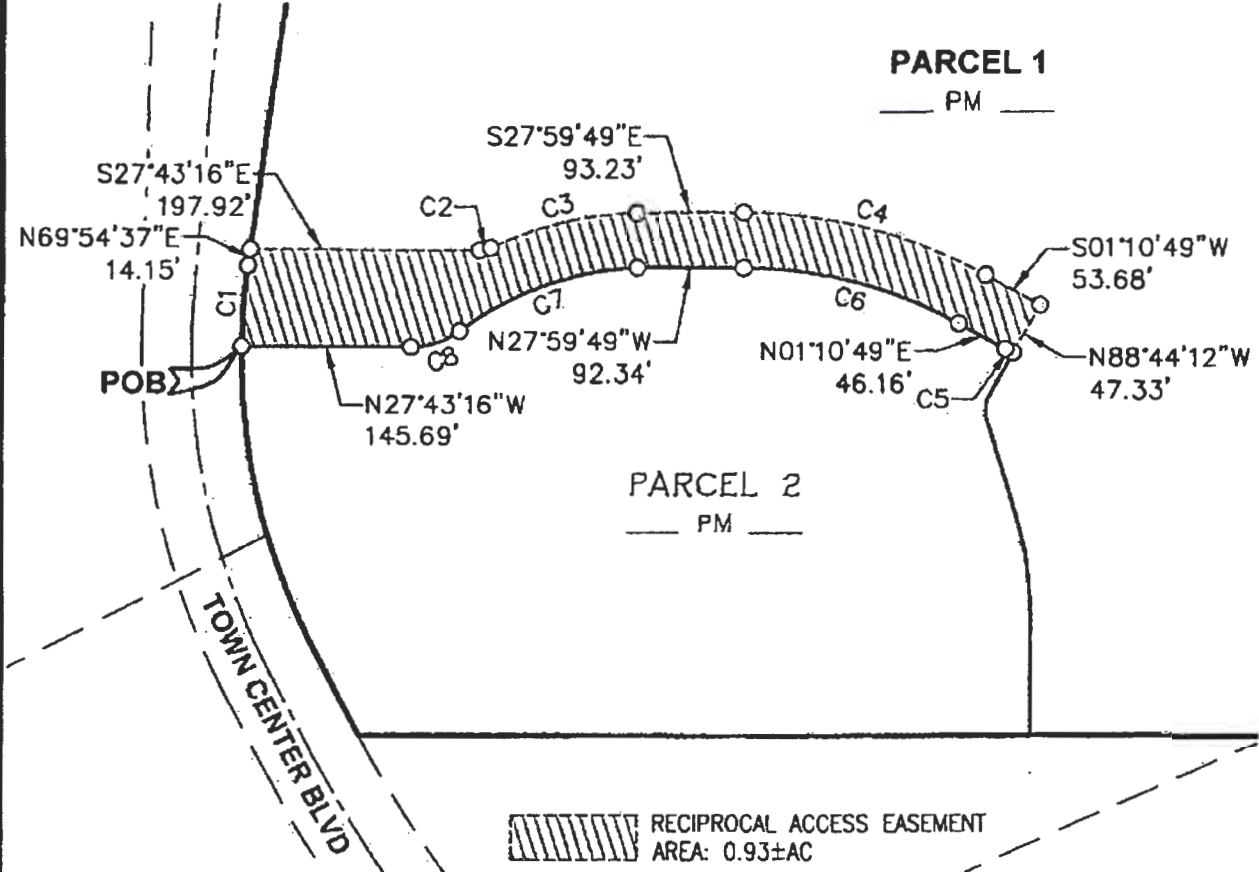 PARCEL 1
PM
S27°59'49"E
93.23'
S27°43'16"E
197.92'
C2
C3
C4
N69°54'37"E
14.15'
S01°10'49"W
53.68'
C1
C7
C6
C8
N27°59'49"W
92.34'
N01°10'49"E
46.16'
C5
N88°44'12"W
47.33'
POB
N27°43'16"W
145.69'
PARCEL 2
PM
TOWN CENTER BLVD
RECIPROCAL ACCESS EASEMENT
AREA: 0.93±AC